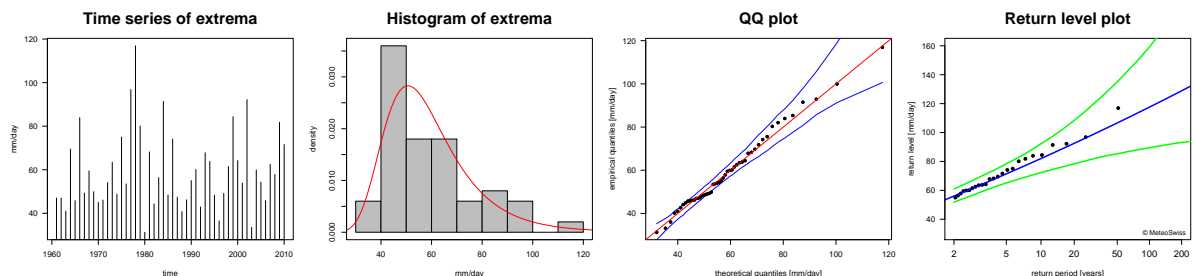 Time series of extrema
mm/day
120
100
80
60
40
1960 1970 1980 1990 2000 2010
time
Histogram of extrema
density
0.030
0.020
0.010
0.000
40 60 80 100 120
mm/day
QQ plot
empirical quantiles [mm/day]
120
100
80
60
40
40 60 80 100 120
theoretical quantiles [mm/day]
Return level plot
return level [mm/day]
160
140
120
100
80
60
40
© MeteoSwiss
2 5 10 20 50 100 200
return period [years]